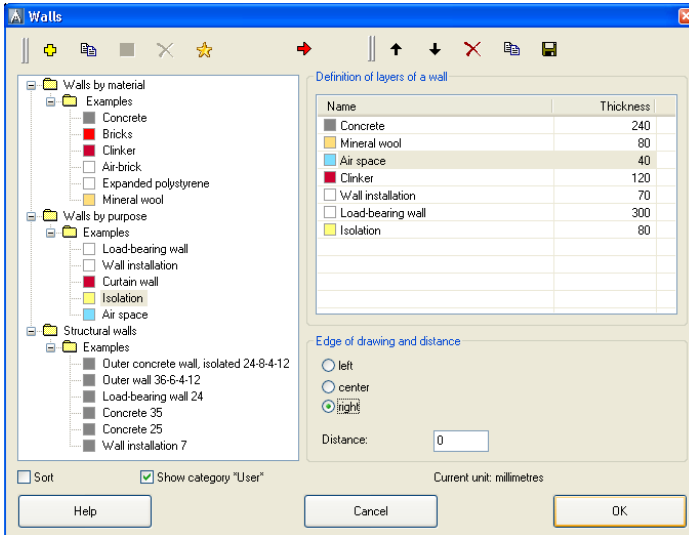 Walls
Walls by material
Examples
Concrete
Bricks
Clinker
Air-brick
Expanded polystyrene
Mineral wool
Walls by purpose
Examples
Load-bearing wall
Wall installation
Curtain wall
Isolation
Air space
Structural walls
Examples
Outer concrete wall, isolated 24-8-4-12
Outer wall 36-6-4-12
Load-bearing wall 24
Concrete 35
Concrete 25
Wall installation 7
Definition of layers of a wall
Name Thickness
Concrete 240
Mineral wool 80
Air space 40
Clinker 120
Wall installation 70
Load-bearing wall 300
Isolation 80
Edge of drawing and distance
left
center
right
Distance: 0
Sort Show category "User" Current unit: millimetres
Help Cancel OK